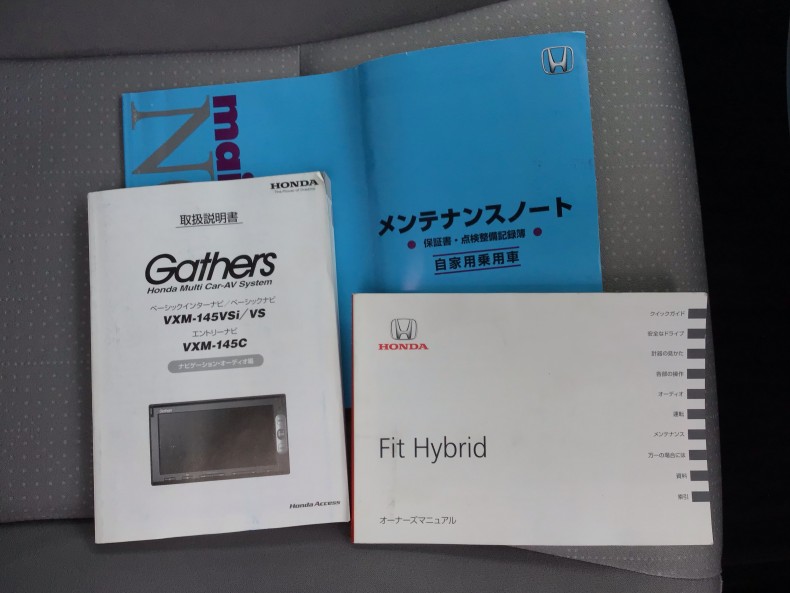 mai
N
メンテナンスノート
保証書・点検整備記録簿
自家用乗用車
HONDA
The Power of Dreams
取扱説明書
Gathers
Honda Multi Car-AV System
ベーシックインターナビ/ベーシックナビ
VXM-145VSi/VS
エントリーナビ
VXM-145C
ナビゲーション・オーディオ編
Honda Access
HONDA
Fit Hybrid
オーナーズマニュアル
クイックガイド
安全なドライブ
計器の見かた
各部の操作
オーディオ
運転
メンテナンス
万一の場合には
資料
索引